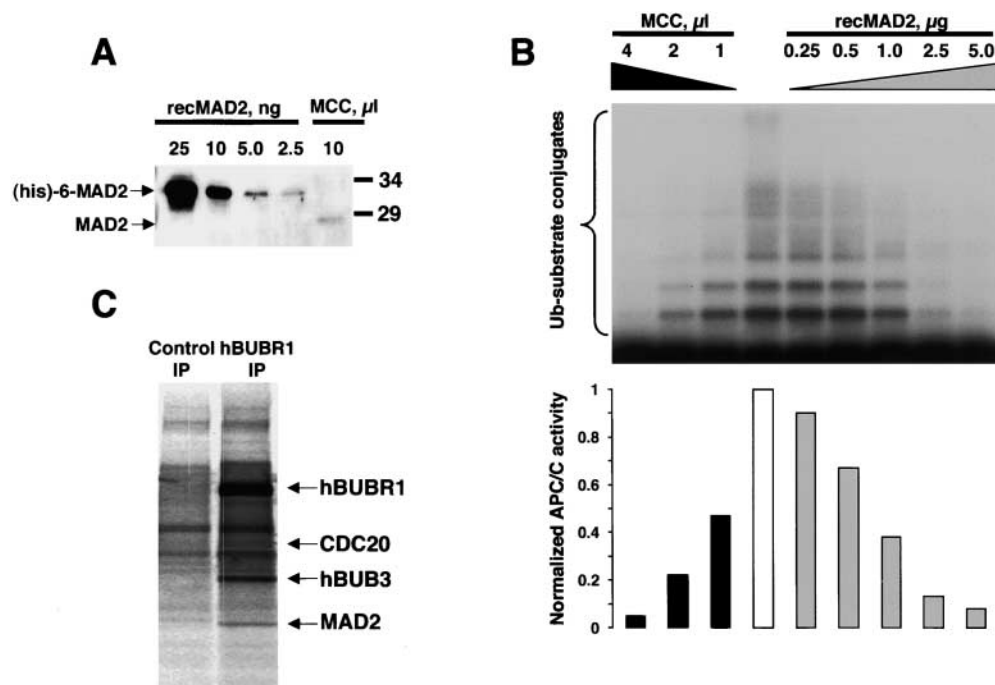 A
recMAD2, ng MCC, µl
25 10 5.0 2.5 10
(his)-6-MAD2
MAD2
34
29
B
MCC, µl recMAD2, µg
4 2 1 0.25 0.5 1.0 2.5 5.0
Ub-substrate conjugates
Normalized APC/C activity
1
0.8
0.6
0.4
0.2
0
C
Control hBUBR1
IP IP
hBUBR1
CDC20
hBUB3
MAD2